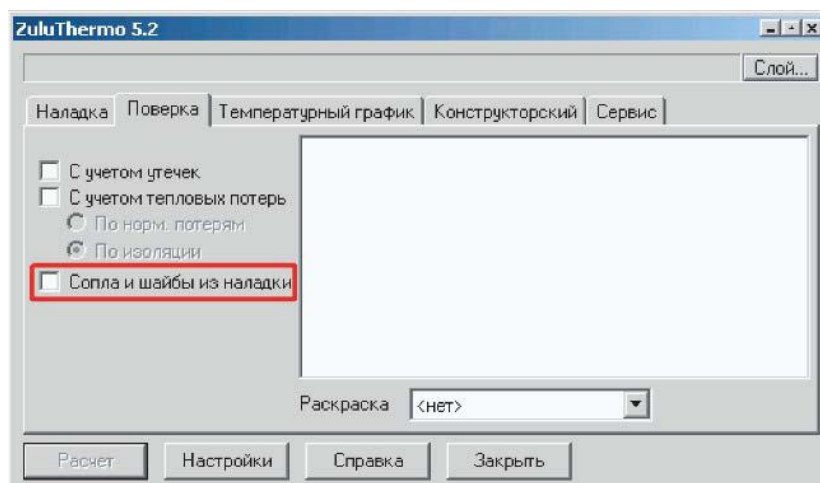 ZuluThermo 5.2
Слой...
Наладка Поверка Температурный график Конструкторский Сервис
С учетом утечек
С учетом тепловых потерь
По норм. потерям
По изоляции
Сопла и шайбы из наладки
Раскраска <нет>
Расчет Настройки Справка Закрыть